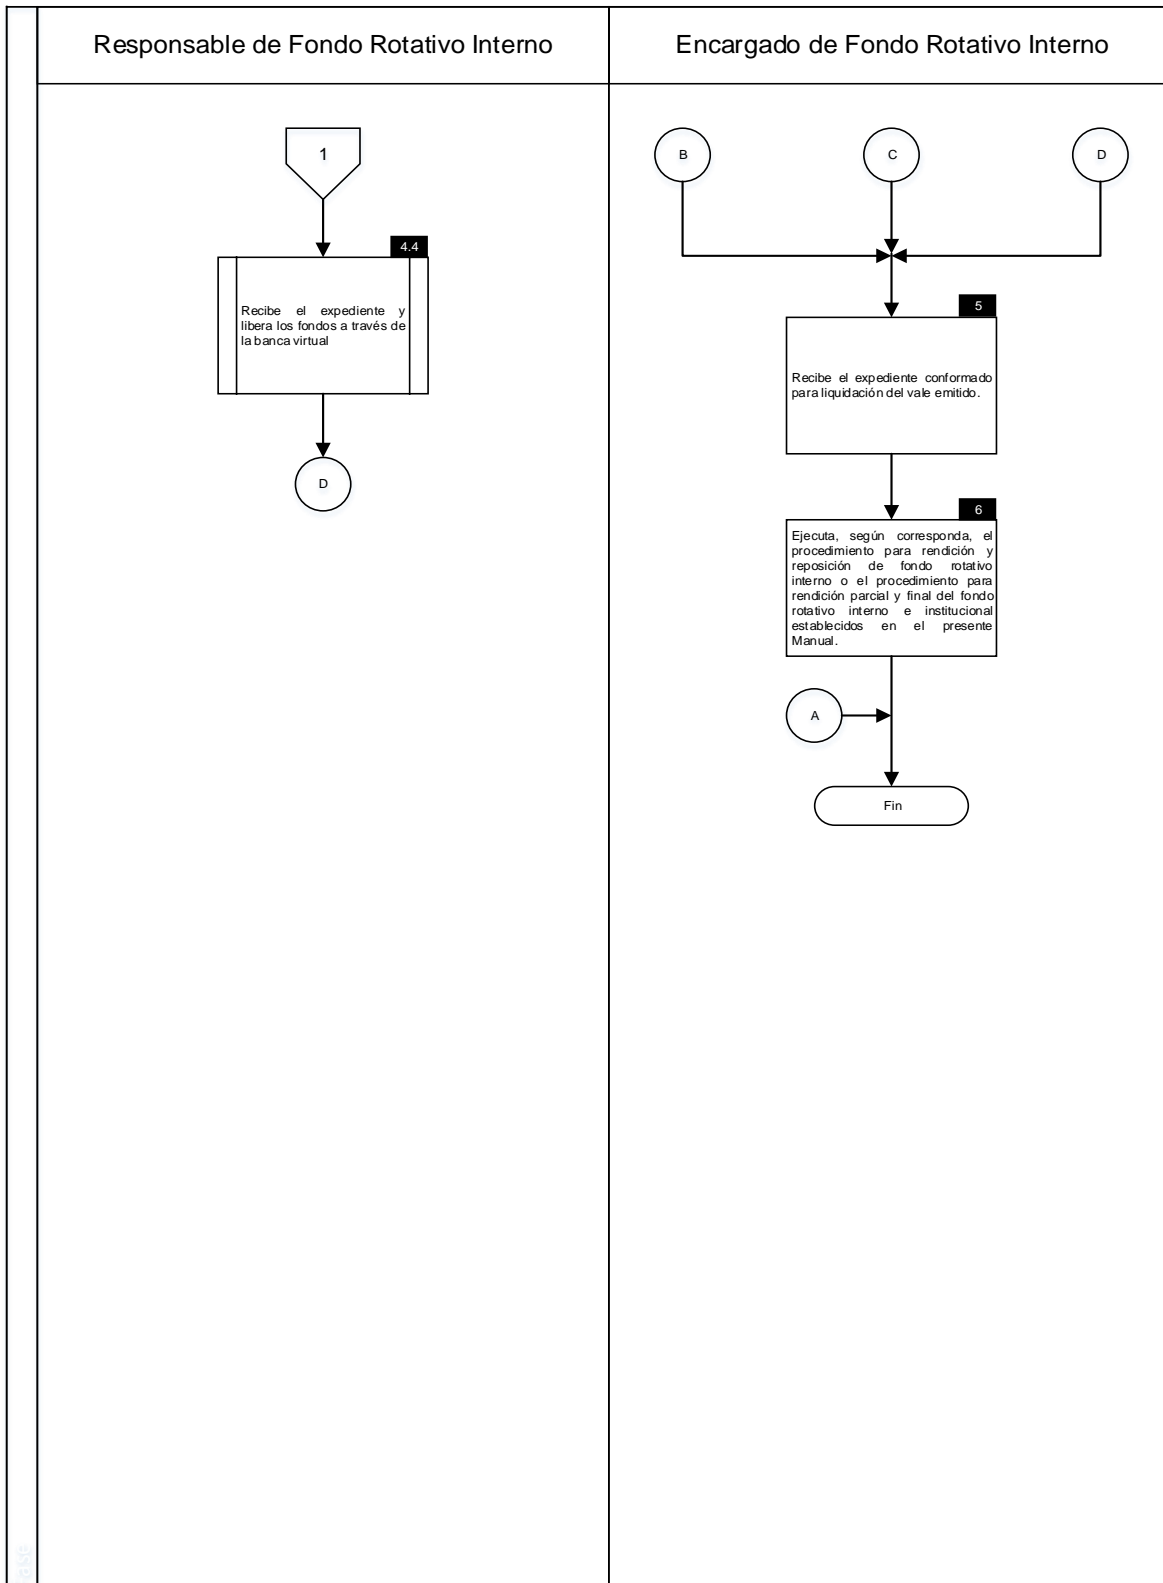 Responsable de Fondo Rotativo Interno
Encargado de Fondo Rotativo Interno
1
4.4
Recibe el expediente y
libera los fondos a través de
la banca virtual
D
B
C
D
5
Recibe el expediente conformado
para liquidación del vale emitido.
6
Ejecuta, según corresponda, el
procedimiento para rendición y
reposición de fondo rotativo
interno o el procedimiento para
rendición parcial y final del fondo
rotativo interno e institucional
establecidos en el presente
Manual.
A
Fin